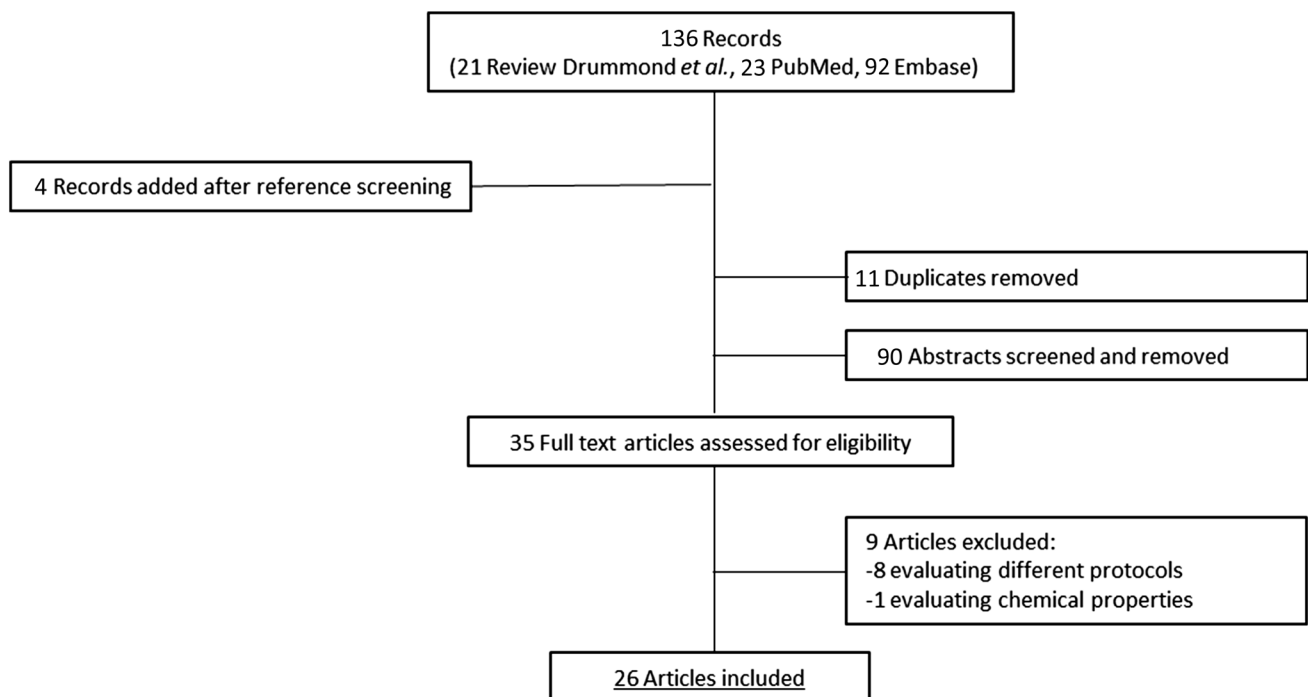 136 Records
(21 Review Drummond et al., 23 PubMed, 92 Embase)
4 Records added after reference screening
11 Duplicates removed
90 Abstracts screened and removed
35 Full text articles assessed for eligibility
9 Articles excluded:
-8 evaluating different protocols
-1 evaluating chemical properties
26 Articles included